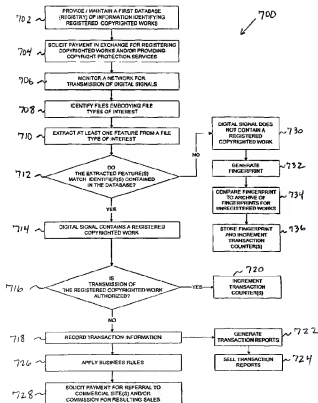 700
702
PROVIDE / MAINTAIN A FIRST DATABASE
(REGISTRY) OF INFORMATION IDENTIFYING
REGISTERED COPYRIGHTED WORKS
704
SOLICIT PAYMENT IN EXCHANGE FOR REGISTERING
COPYRIGHTED WORKS AND/OR PROVIDING
COPYRIGHT PROTECTION SERVICES
706
MONITOR A NETWORK FOR
TRANSMISSION OF DIGITAL SIGNALS
708
IDENTIFY FILES EMBODYING FILE
TYPES OF INTEREST
710
EXTRACT AT LEAST ONE FEATURE FROM A FILE
TYPE OF INTEREST
712
DO
THE EXTRACTED FEATURE(S)
MATCH IDENTIFIER(S) CONTAINED
IN THE DATABASE?
NO
YES
730
DIGITAL SIGNAL DOES
NOT CONTAIN A
REGISTERED
COPYRIGHTED WORK
732
GENERATE
FINGERPRINT
734
COMPARE FINGERPRINT
TO ARCHIVE OF
FINGERPRINTS FOR
UNREGISTERED WORKS
736
STORE FINGERPRINT
AND INCREMENT
TRANSACTION
COUNTER(S)
714
DIGITAL SIGNAL CONTAINS A REGISTERED
COPYRIGHTED WORK
716
IS
TRANSMISSION OF
THE REGISTERED COPYRIGHTED WORK
AUTHORIZED?
YES
NO
720
INCREMENT
TRANSACTION
COUNTER(S)
718
RECORD TRANSACTION INFORMATION
722
GENERATE
TRANSACTION REPORTS
724
SELL TRANSACTION
REPORTS
726
APPLY BUSINESS RULES
728
SOLICIT PAYMENT FOR REFERRAL TO
COMMERCIAL SITE(S) AND/OR
COMMISSION FOR RESULTING SALES